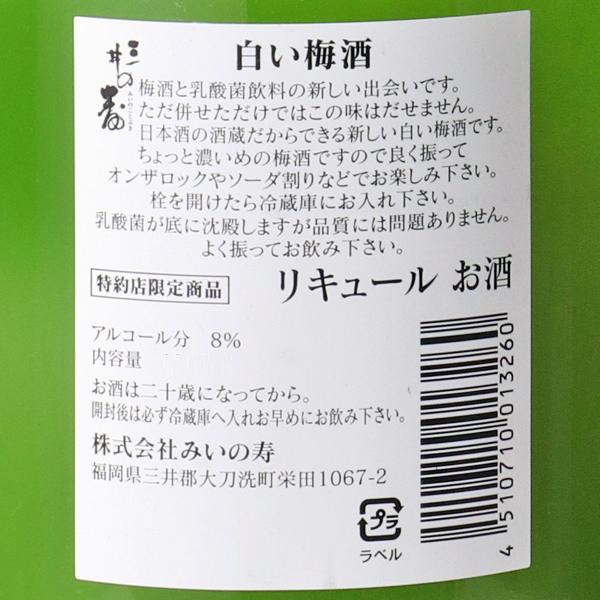 三井の寿
みいのことぶき
白い梅酒
梅酒と乳酸菌飲料の新しい出会いです。
ただ併せただけではこの味はだせません。
日本酒の酒蔵だからできる新しい白い梅酒です。
ちょっと濃いめの梅酒ですので良く振って
オンザロックやソーダ割りなどでお楽しみ下さい。
栓を開けたら冷蔵庫にお入れ下さい。
乳酸菌が底に沈殿しますが品質には問題ありません。
よく振ってお飲み下さい。
特約店限定商品
リキュール お酒
アルコール分 8%
内容量
お酒は二十歳になってから。
開封後は必ず冷蔵庫へ入れお早めにお飲み下さい。
株式会社みいの寿
福岡県三井郡大刀洗町栄田1067-2
プラ
ラベル
4510710013260